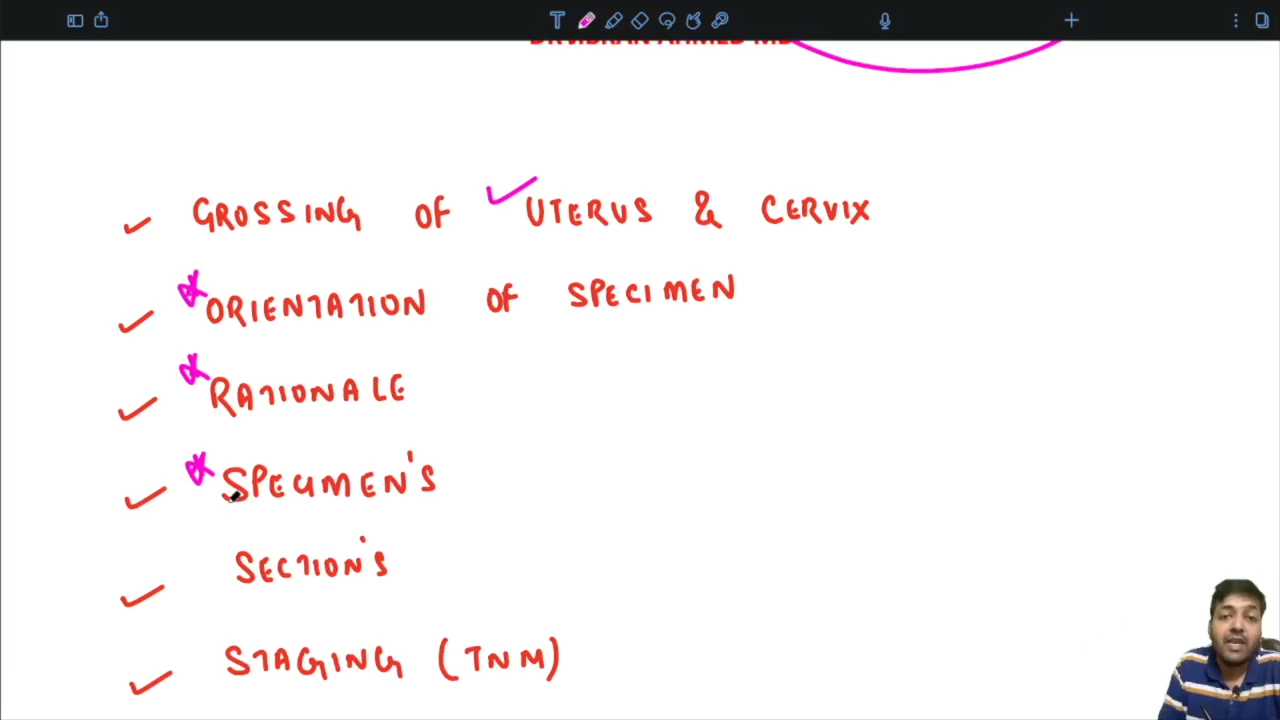 GROSSING OF UTERUS & CERVIX
ORIENTATION OF SPECIMEN
RATIONALE
SPECIMEN'S
SECTION'S
STAGING (TNM)